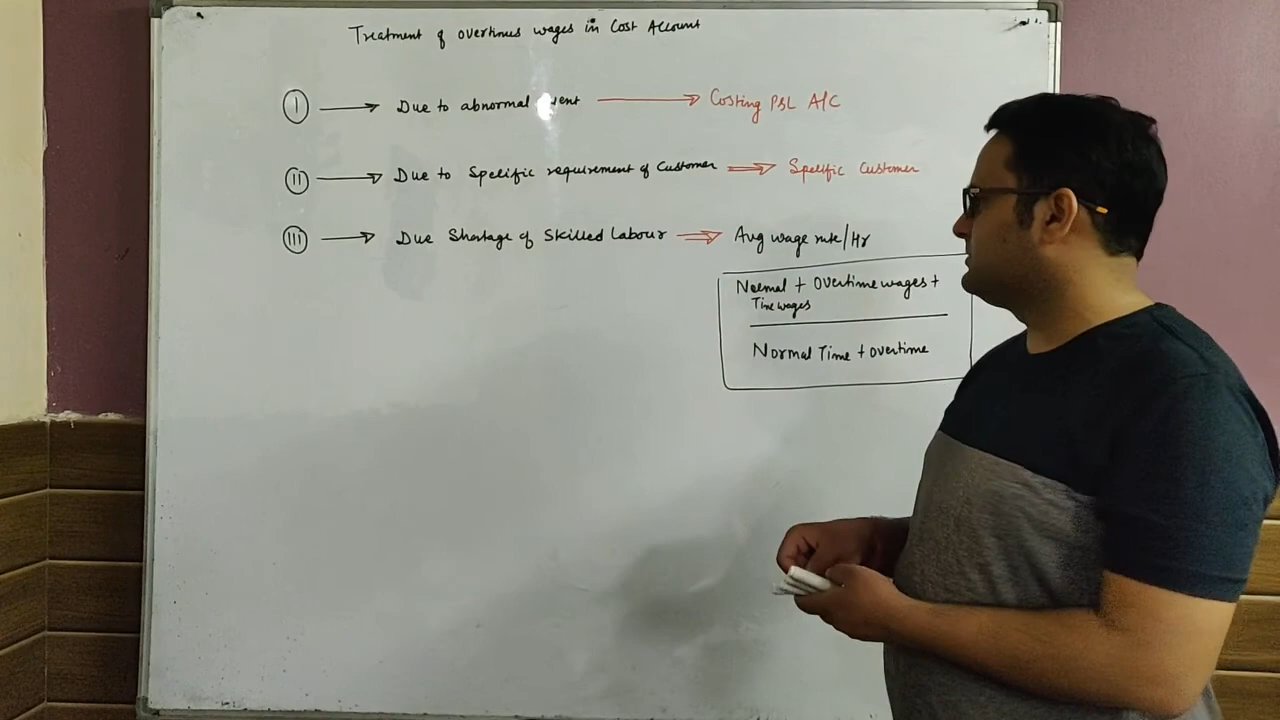 Treatment of overtimes wages in Cost Account
I → Due to abnormal → Costing P&L A/C
II → Due to Specific requirement of Customer ⇒ Specific Customer
III → Due Shortage of Skilled Labour ⇒ Avg wage rate/Hr
Normal + Overtime wages +
Time wages
Normal Time + overtime